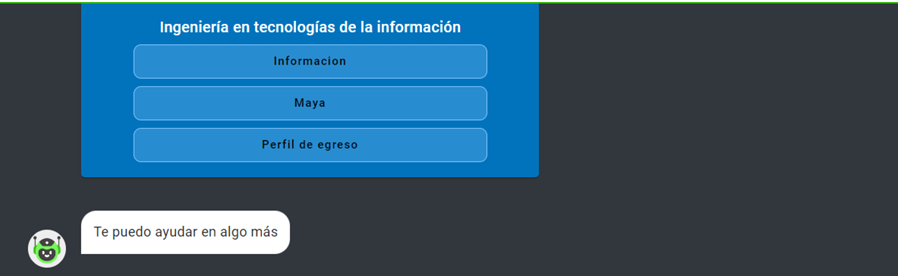 Ingeniería en tecnologías de la información
Informacion
Maya
Perfil de egreso
Te puedo ayudar en algo más